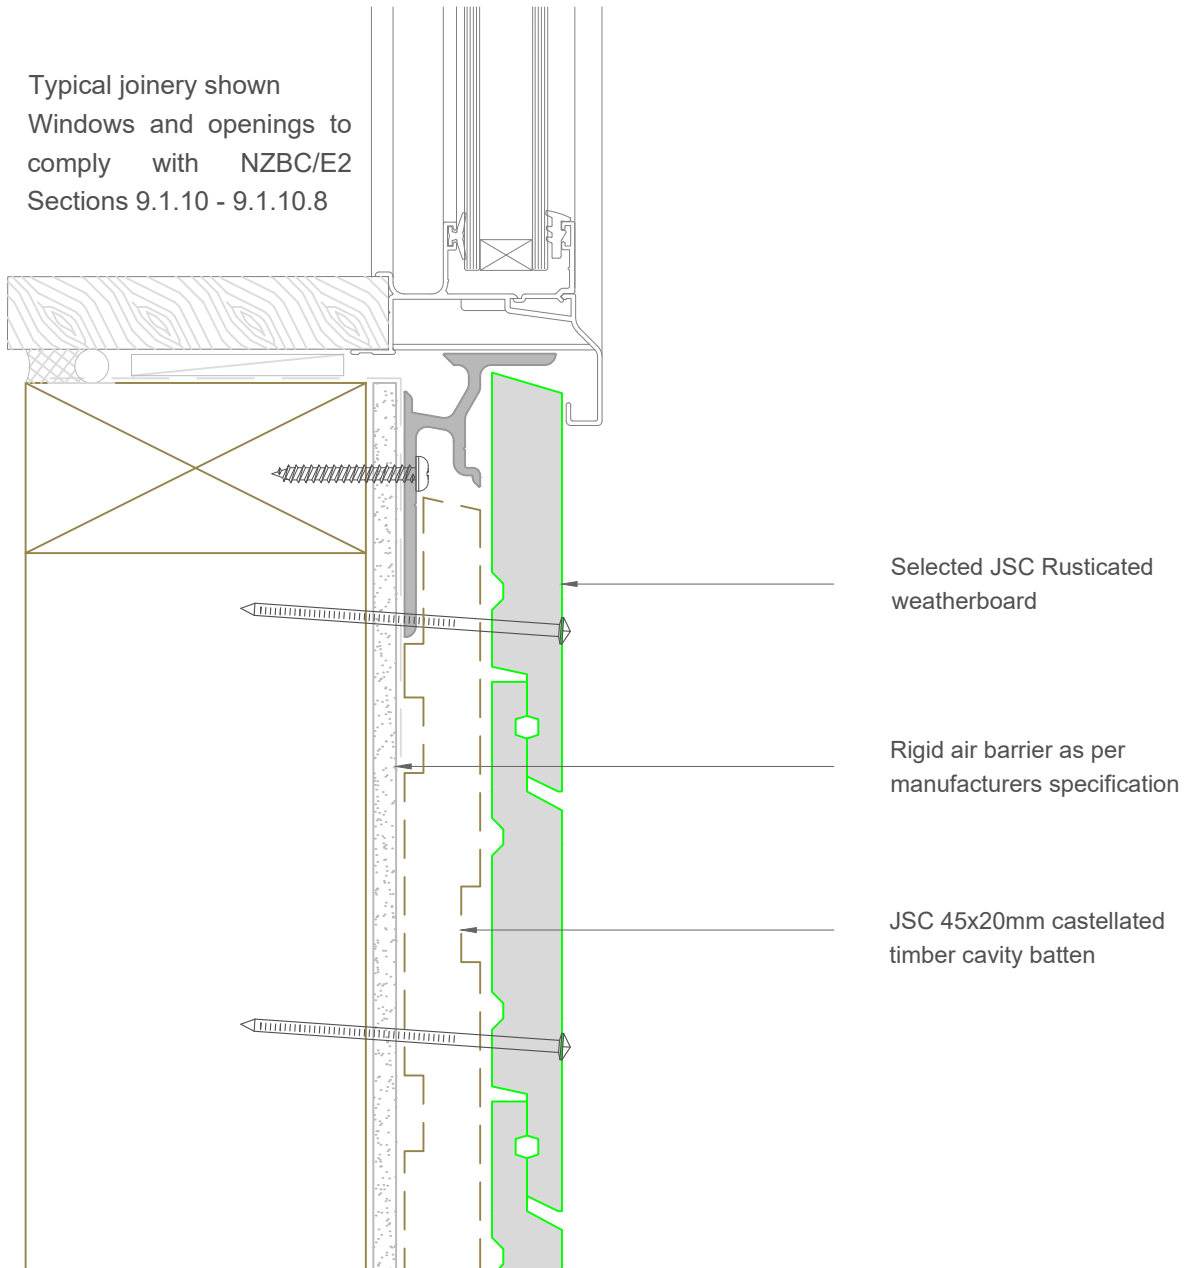 Typical joinery shown
Windows and openings to
comply with NZBC/E2
Sections 9.1.10 - 9.1.10.8
Selected JSC Rusticated
weatherboard
Rigid air barrier as per
manufacturers specification
JSC 45x20mm castellated
timber cavity batten